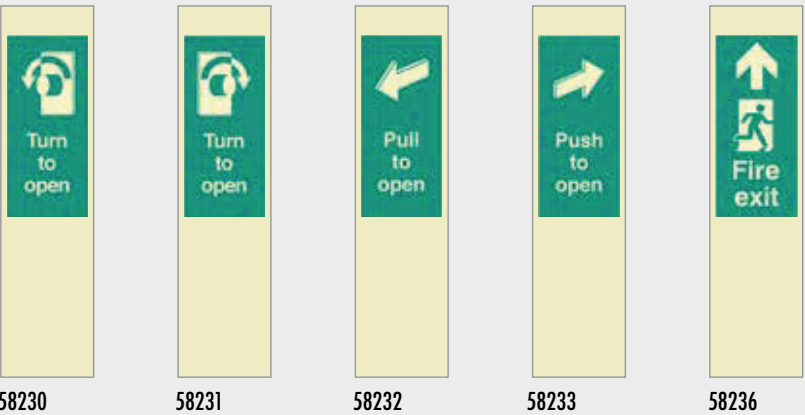 Turn
to
open
Turn
to
open
Pull
to
open
Push
to
open
Fire
exit
58230
58231
58232
58233
58236